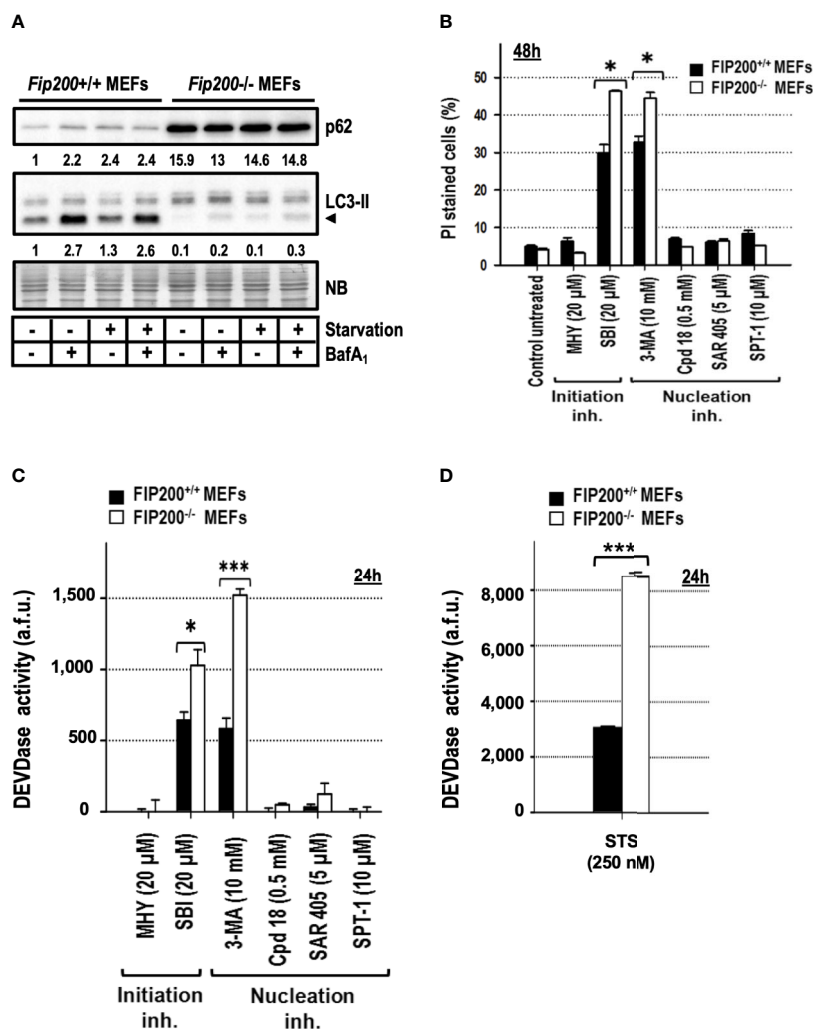 A
Fip200+/+ MEFs Fip200-/- MEFs
p62
1 2.2 2.4 2.4 15.9 13 14.6 14.8
LC3-II
1 2.7 1.3 2.6 0.1 0.2 0.1 0.3
NB
- - + + - - + + Starvation
- + - + - + - + BafA₁
B
48h
FIP200⁺/⁺ MEFs
FIP200⁻/⁻ MEFs
* *
PI stained cells (%)
50
40
30
20
10
0
Control untreated
MHY (20 µM)
SBI (20 µM)
3-MA (10 mM)
Cpd 18 (0.5 mM)
SAR 405 (5 µM)
SPT-1 (10 µM)
Initiation Nucleation
inh. inh.
C
FIP200⁺/⁺ MEFs
FIP200⁻/⁻ MEFs
24h
* ***
DEVDase activity (a.f.u.)
1,500
1,000
500
0
MHY (20 µM)
SBI (20 µM)
3-MA (10 mM)
Cpd 18 (0.5 mM)
SAR 405 (5 µM)
SPT-1 (10 µM)
Initiation Nucleation
inh. inh.
D
FIP200⁺/⁺ MEFs
FIP200⁻/⁻ MEFs
*** 24h
DEVDase activity (a.f.u.)
8,000
6,000
4,000
2,000
0
STS
(250 nM)